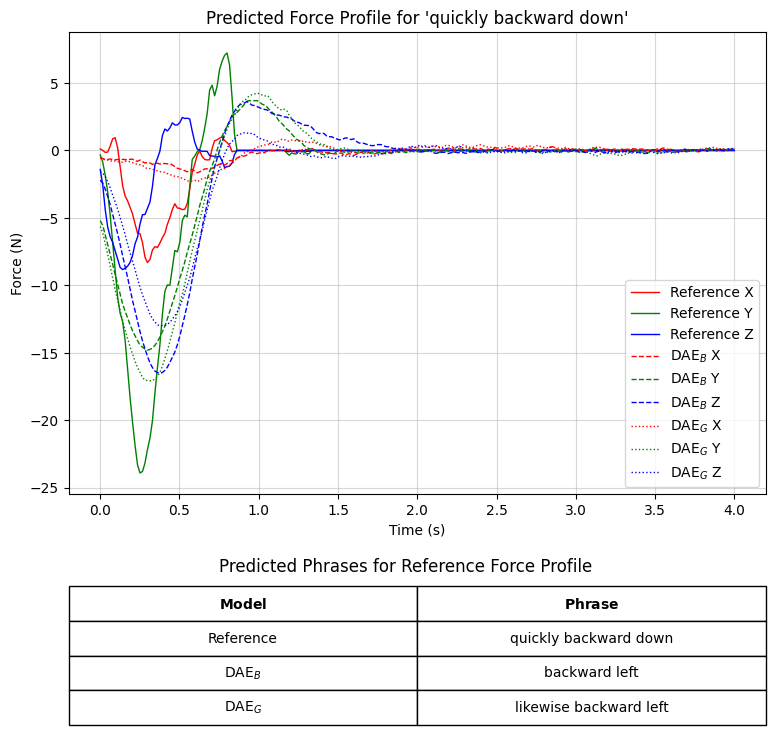 Predicted Force Profile for 'quickly backward down'
Force (N)
5
0
−5
−10
−15
−20
−25
0.0 0.5 1.0 1.5 2.0 2.5 3.0 3.5 4.0
Time (s)
Reference X
Reference Y
Reference Z
DAE_B X
DAE_B Y
DAE_B Z
DAE_G X
DAE_G Y
DAE_G Z
Predicted Phrases for Reference Force Profile
Model Phrase
Reference quickly backward down
DAE_B backward left
DAE_G likewise backward left